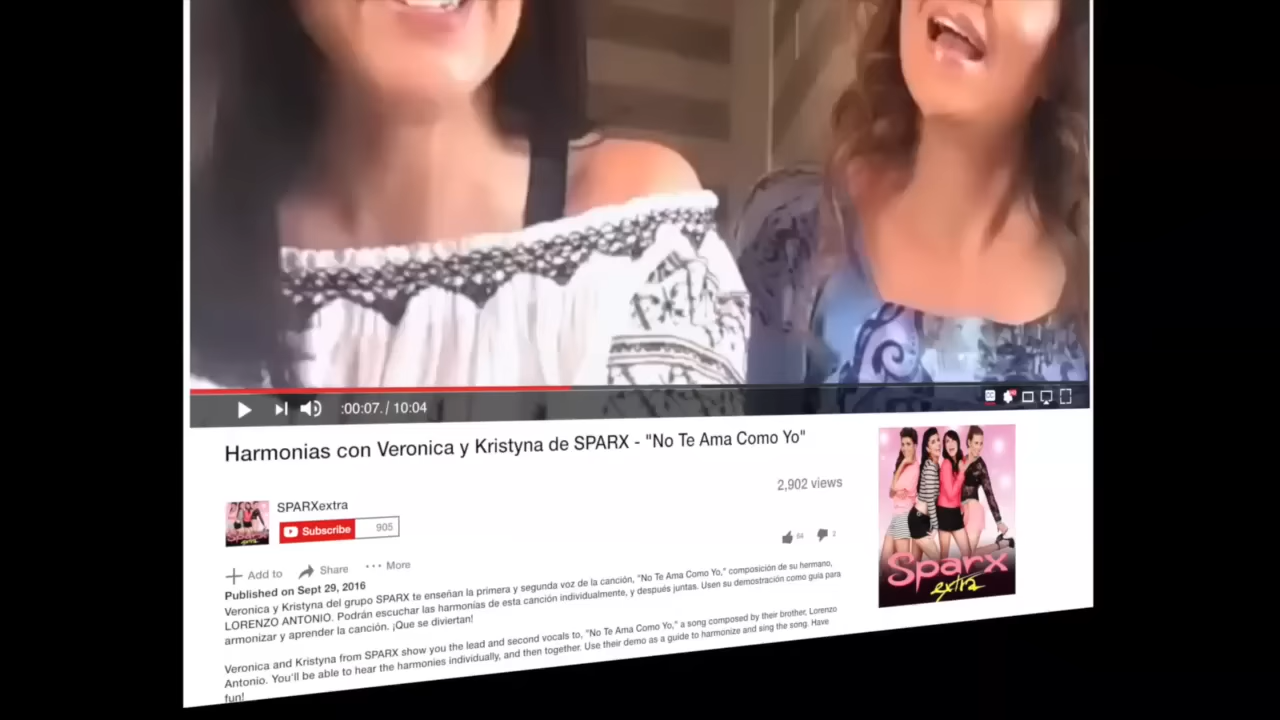 :00:07. / 10:04
Harmonias con Veronica y Kristyna de SPARX - "No Te Ama Como Yo"
2,902 views
SPARXextra
Subscribe 905
64 2
Add to Share ••• More
Published on Sept 29, 2016
Veronica y Kristyna del grupo SPARX te enseñan la primera y segunda voz de la canción, "No Te Ama Como Yo," composición de su hermano,
LORENZO ANTONIO. Podrán escuchar las harmonías de esta canción individualmente, y después juntas. Usen su demostración como guía para
armonizar y aprender la canción. ¡Que se diviertan!
Veronica and Kristyna from SPARX show you the lead and second vocals to, "No Te Ama Como Yo," a song composed by their brother, Lorenzo
Antonio. You'll be able to hear the harmonies individually, and then together. Use their demo as a guide to harmonize and sing the song. Have
fun!
Sparx
extra